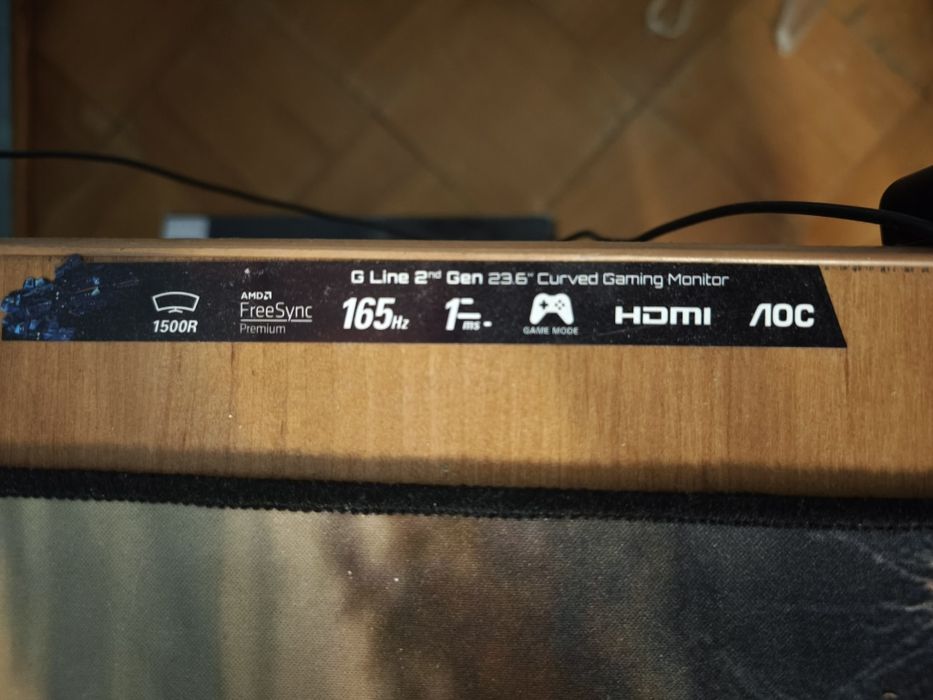 G Line 2nd Gen 23.6" Curved Gaming Monitor
1500R
AMD
FreeSync
Premium
165Hz
1ms
GAME MODE
HDMI
AOC